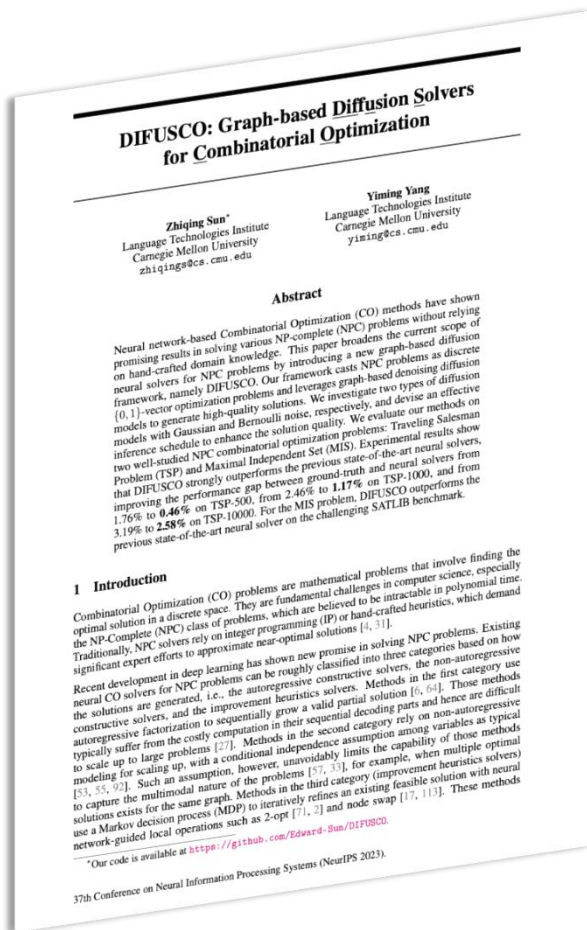 DIFUSCO: Graph-based Diffusion Solvers
for Combinatorial Optimization
Zhiqing Sun*
Language Technologies Institute
Carnegie Mellon University
zhiqings@cs.cmu.edu
Yiming Yang
Language Technologies Institute
Carnegie Mellon University
yiming@cs.cmu.edu
Abstract
Neural network-based Combinatorial Optimization (CO) methods have shown
promising results in solving various NP-complete (NPC) problems without relying
on hand-crafted domain knowledge. This paper broadens the current scope of
neural solvers for NPC problems by introducing a new graph-based diffusion
framework, namely DIFUSCO. Our framework casts NPC problems as discrete
{0, 1}-vector optimization problems and leverages graph-based denoising diffusion
models to generate high-quality solutions. We investigate two types of diffusion
models with Gaussian and Bernoulli noise, respectively, and devise an effective
inference schedule to enhance the solution quality. We evaluate our methods on
two well-studied NPC combinatorial optimization problems: Traveling Salesman
Problem (TSP) and Maximal Independent Set (MIS). Experimental results show
that DIFUSCO strongly outperforms the previous state-of-the-art neural solvers,
improving the performance gap between ground-truth and neural solvers from
1.76% to 0.46% on TSP-500, from 2.46% to 1.17% on TSP-1000, and from
3.19% to 2.58% on TSP-10000. For the MIS problem, DIFUSCO outperforms the
previous state-of-the-art neural solver on the challenging SATLIB benchmark.
1 Introduction
Combinatorial Optimization (CO) problems are mathematical problems that involve finding the
optimal solution in a discrete space. They are fundamental challenges in computer science, especially
the NP-Complete (NPC) class of problems, which are believed to be intractable in polynomial time.
Traditionally, NPC solvers rely on integer programming (IP) or hand-crafted heuristics, which demand
significant expert efforts to approximate near-optimal solutions [4, 31].
Recent development in deep learning has shown new promise in solving NPC problems. Existing
neural CO solvers for NPC problems can be roughly classified into three categories based on how
the solutions are generated, i.e., the autoregressive constructive solvers, the non-autoregressive
constructive solvers, and the improvement heuristics solvers. Methods in the first category use
autoregressive factorization to sequentially grow a valid partial solution [6, 64]. Those methods
typically suffer from the costly computation in their sequential decoding parts and hence are difficult
to scale up to large problems [27]. Methods in the second category rely on non-autoregressive
modeling for scaling up, with a conditional independence assumption among variables as typical
[53, 55, 92]. Such an assumption, however, unavoidably limits the capability of those methods
to capture the multimodal nature of the problems [57, 33], for example, when multiple optimal
solutions exists for the same graph. Methods in the third category (improvement heuristics solvers)
use a Markov decision process (MDP) to iteratively refines an existing feasible solution with neural
network-guided local operations such as 2-opt [71, 2] and node swap [17, 113]. These methods
*Our code is available at https://github.com/Edward-Sun/DIFUSCO.
37th Conference on Neural Information Processing Systems (NeurIPS 2023).